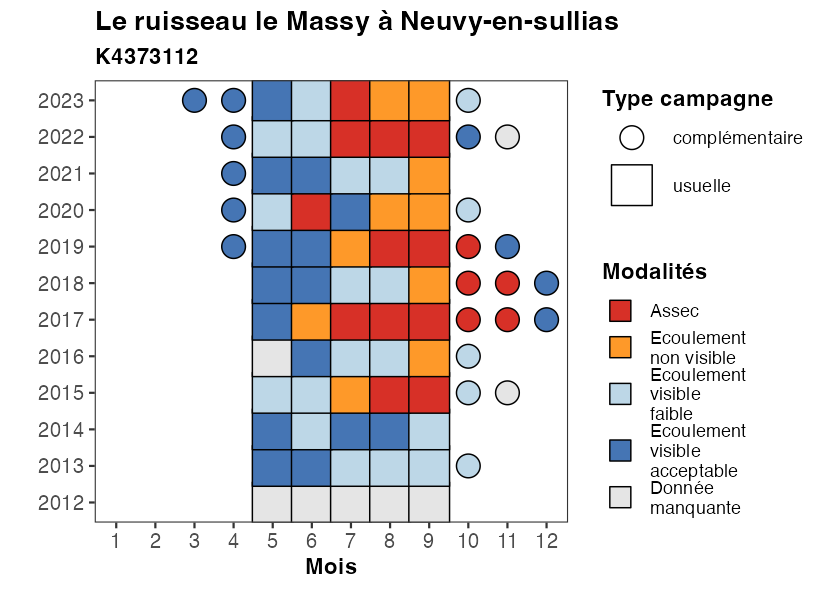 Le ruisseau le Massy à Neuvy-en-sullias
K4373112
2023
2022
2021
2020
2019
2018
2017
2016
2015
2014
2013
2012
1 2 3 4 5 6 7 8 9 10 11 12
Mois
Type campagne
complémentaire
usuelle
Modalités
Assec
Ecoulement
non visible
Ecoulement
visible
faible
Ecoulement
visible
acceptable
Donnée
manquante